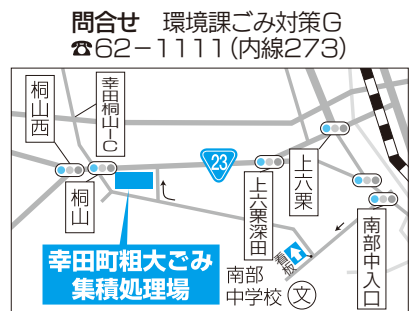 問合せ 環境課ごみ対策G
☎62－1111(内線273)
桐山西
幸田桐山IC
桐山
23
上六栗深田
上六栗
南部中入口
看板
幸田町粗大ごみ
集積処理場
南部
中学校
文